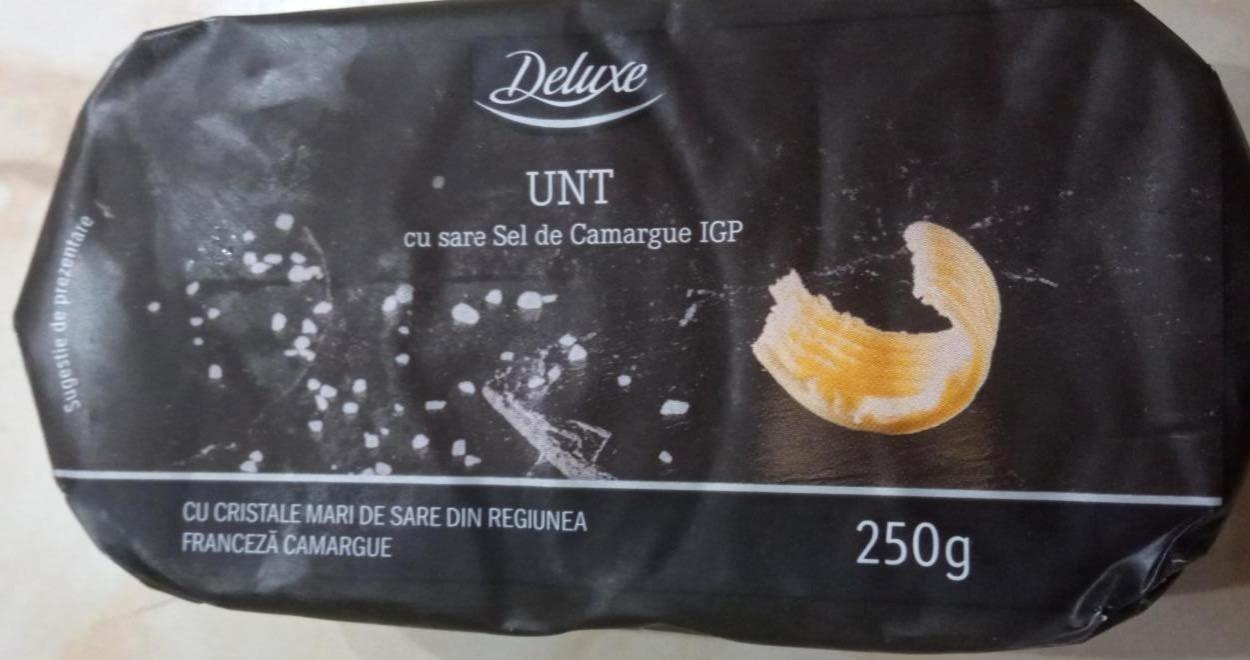 Deluxe
UNT
cu sare Sel de Camargue IGP
Sugestie de prezentare
CU CRISTALE MARI DE SARE DIN REGIUNEA
FRANCEZĂ CAMARGUE
250g